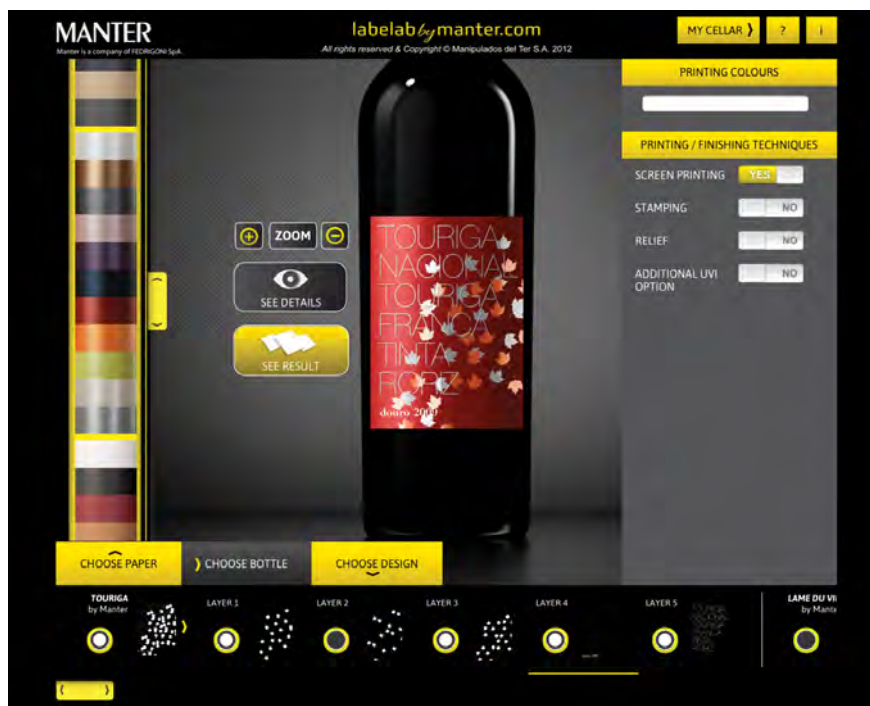 MANTER
Manter is a company of FEDRIGONI SpA.
labelab by manter.com
All rights reserved & Copyright © Manipulados del Ter S.A. 2012
MY CELLAR ❯
?
i
PRINTING COLOURS
PRINTING / FINISHING TECHNIQUES
SCREEN PRINTING YES
STAMPING NO
RELIEF NO
ADDITIONAL UVI NO
OPTION
ZOOM
SEE DETAILS
SEE RESULT
TOURIGA
NACIONAL
TOURIGA
FRANCA
TINTA
RORIZ
douro 2009
CHOOSE PAPER
❯ CHOOSE BOTTLE
CHOOSE DESIGN
TOURIGA
by Manter
LAYER 1
LAYER 2
LAYER 3
LAYER 4
LAYER 5
LAME DU
by